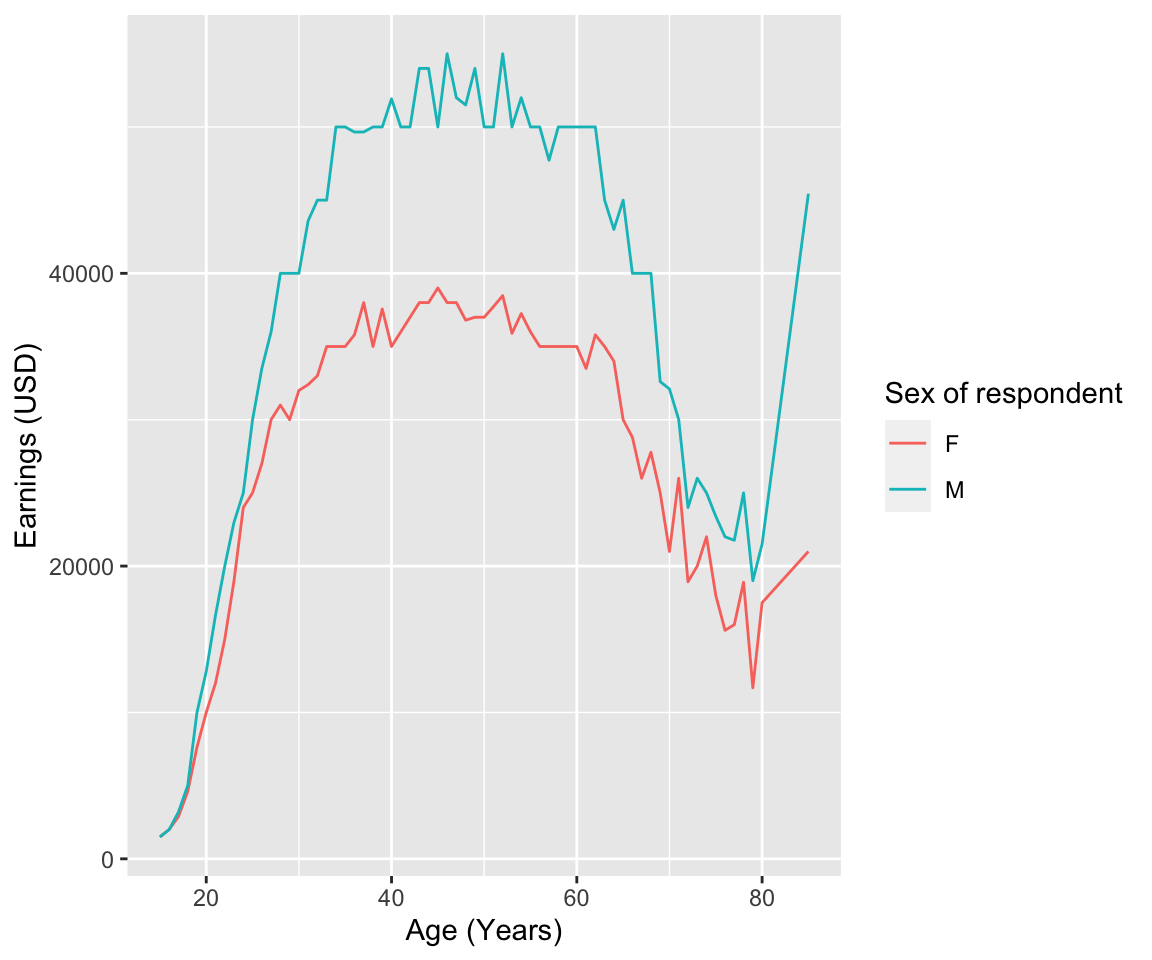 Earnings (USD)
40000
20000
0
20 40 60 80
Age (Years)
Sex of respondent
F
M